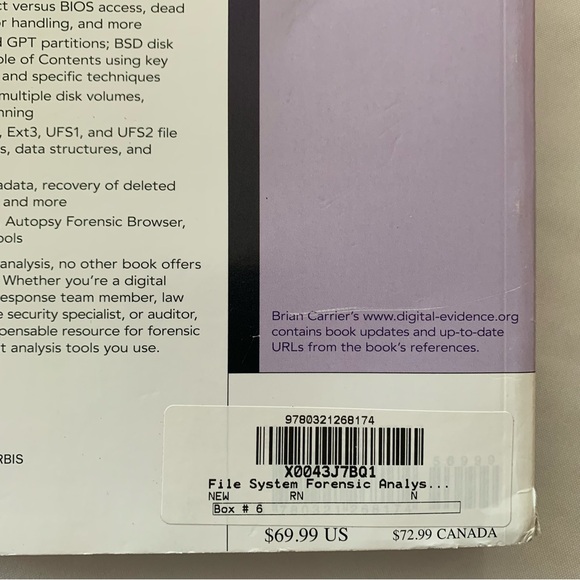 ct versus BIOS access, dead
or handling, and more
d GPT partitions; BSD disk
ble of Contents using key
and specific techniques
multiple disk volumes,
nning
, Ext3, UFS1, and UFS2 file
s, data structures, and
adata, recovery of deleted
and more
Autopsy Forensic Browser,
ools
analysis, no other book offers
Whether you're a digital
esponse team member, law
e security specialist, or auditor,
pensable resource for forensic
t analysis tools you use.
Brian Carrier's www.digital-evidence.org
contains book updates and up-to-date
URLs from the book's references.
RBIS
9780321268174
X0043J7BQ1
File System Forensic Analys...
NEW RN N
Box # 6
$69.99 US $72.99 CANADA